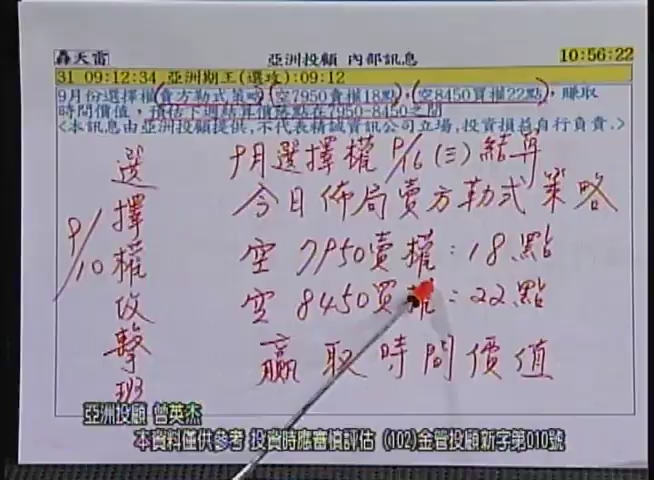 轟天雷 亞洲投顧 內部訊息 10:56:22
31 09:12:34 亞洲期王(選攻):09:12
9月份選擇權(賣方勒式策略)(空7950賣權18點),(空8450買權22點),賺取
時間價值,預估下週結算價落點在7950-8450之間
<本訊息由亞洲投顧提供,不代表精誠資訊公司立場,投資損益自行負責.>
9/10
選擇權攻擊班
9月選擇權 9/16 (三) 結算
今日佈局賣方勒式策略
空 7950賣權:18點
空 8450買權:22點
贏取時間價值
亞洲投顧 曾英杰
本資料僅供參考 投資時應審慎評估 (102)金管投顧新字第010號